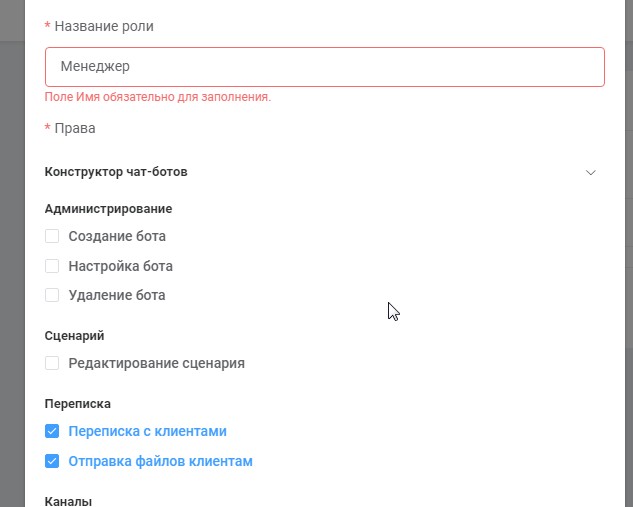 * Название роли
Менеджер
Поле Имя обязательно для заполнения.
* Права
Конструктор чат-ботов
Администрирование
Создание бота
Настройка бота
Удаление бота
Сценарий
Редактирование сценария
Переписка
Переписка с клиентами
Отправка файлов клиентам
Каналы